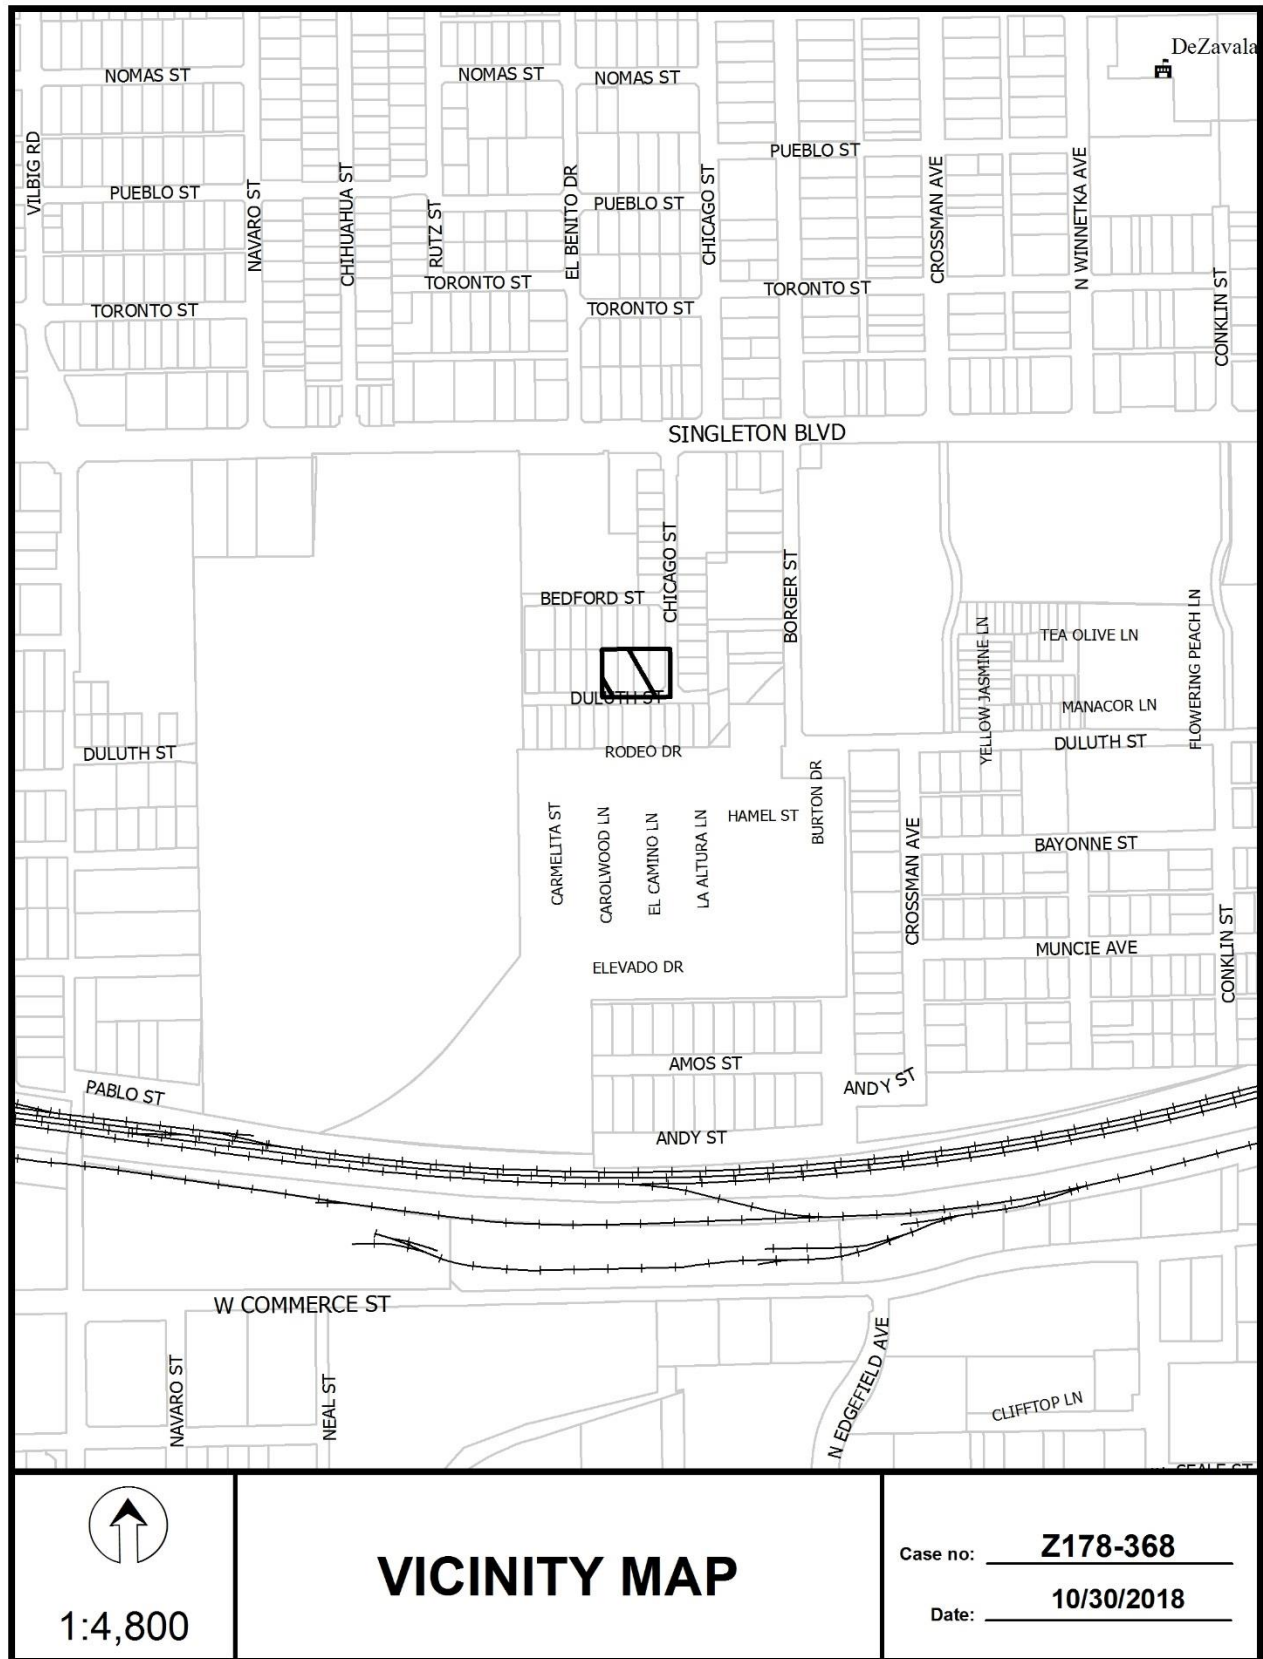 DeZavala
NOMAS ST
NOMAS ST
NOMAS ST
VILBIG RD
PUEBLO ST
PUEBLO ST
PUEBLO ST
NAVARO ST
CHIHUAHUA ST
RUTZ ST
EL BENITO DR
CHICAGO ST
CROSSMAN AVE
N WINNETKA AVE
CONKLIN ST
TORONTO ST
TORONTO ST
TORONTO ST
TORONTO ST
SINGLETON BLVD
CHICAGO ST
BORGER ST
BEDFORD ST
DULUTH ST
RODEO DR
YELLOW JASMINE LN
TEA OLIVE LN
MANACOR LN
FLOWERING PEACH LN
DULUTH ST
DULUTH ST
CARMELITA ST
CAROLWOOD LN
EL CAMINO LN
LA ALTURA LN
HAMEL ST
BURTON DR
CROSSMAN AVE
BAYONNE ST
MUNCIE AVE
CONKLIN ST
ELEVADO DR
AMOS ST
ANDY ST
PABLO ST
ANDY ST
W COMMERCE ST
NAVARO ST
NEAL ST
N EDGEFIELD AVE
CLIFFTOP LN
1:4,800
VICINITY MAP
Case no: Z178-368
Date: 10/30/2018